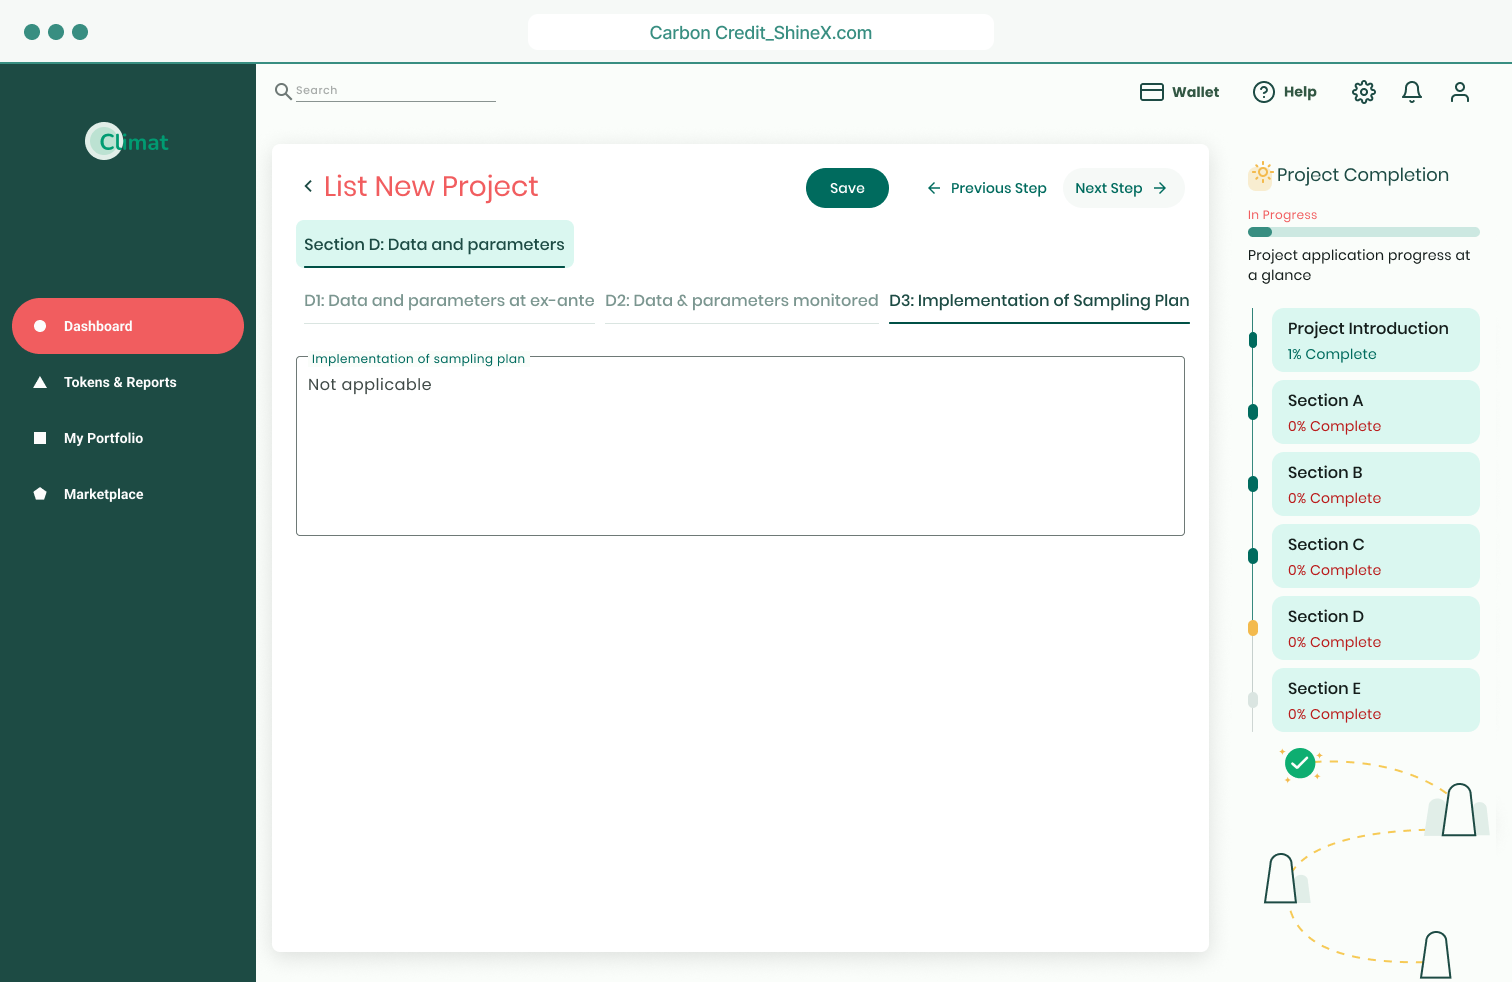 Carbon Credit_ShineX.com
Search
Wallet
Help
Climat
Dashboard
Tokens & Reports
My Portfolio
Marketplace
List New Project
Save
Previous Step
Next Step
Section D: Data and parameters
D1: Data and parameters at ex-ante
D2: Data & parameters monitored
D3: Implementation of Sampling Plan
Implementation of sampling plan
Not applicable
Project Completion
In Progress
Project application progress at
a glance
Project Introduction
1% Complete
Section A
0% Complete
Section B
0% Complete
Section C
0% Complete
Section D
0% Complete
Section E
0% Complete